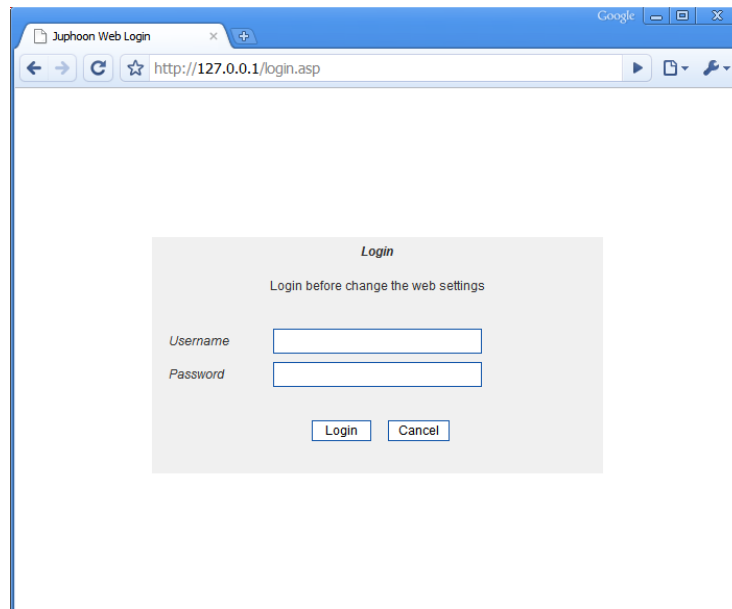 Google
Juphoon Web Login
http://127.0.0.1/login.asp
Login
Login before change the web settings
Username
Password
Login Cancel